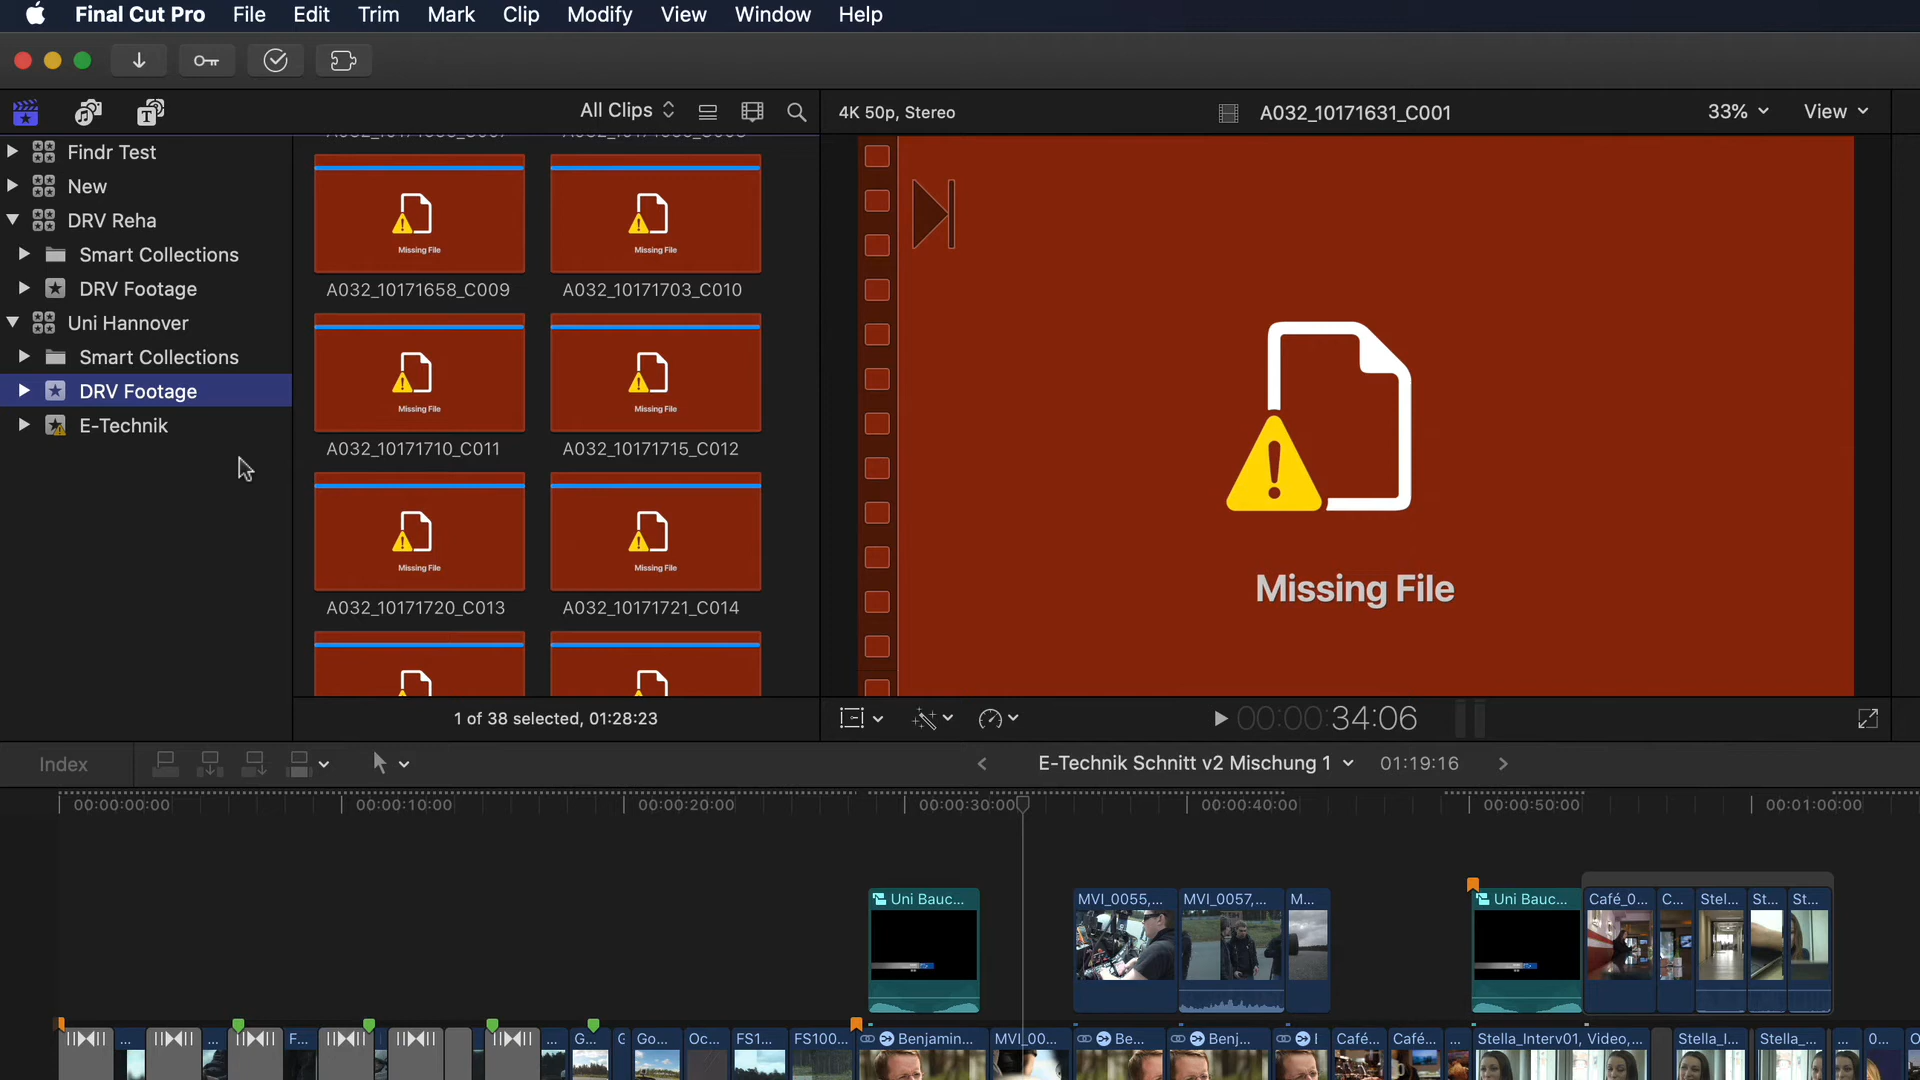 Final Cut Pro File Edit Trim Mark Clip Modify View Window Help
All Clips
4K 50p, Stereo
A032_10171631_C001
33%
View
Findr Test
New
DRV Reha
Smart Collections
DRV Footage
Uni Hannover
Smart Collections
DRV Footage
E-Technik
Missing File
Missing File
A032_10171658_C009
A032_10171703_C010
Missing File
Missing File
A032_10171710_C011
A032_10171715_C012
Missing File
Missing File
A032_10171720_C013
A032_10171721_C014
1 of 38 selected, 01:28:23
Missing File
00:00:34:06
Index
E-Technik Schnitt v2 Mischung 1
01:19:16
00:00:00:00
00:00:10:00
00:00:20:00
00:00:30:00
00:00:40:00
00:00:50:00
00:01:00:00
Uni Bauc...
MVI_0055,...
MVI_0057,...
M...
Uni Bauc...
Café_0...
C...
Stel...
St...
St...
...
...
F...
...
G...
G
Go...
Oc...
FS1...
FS100...
Benjamin...
MVI_00...
Be...
Benj...
Café...
Café...
...
Stella_Interv01, Video,...
Stella_I...
Stella_...
...
0...